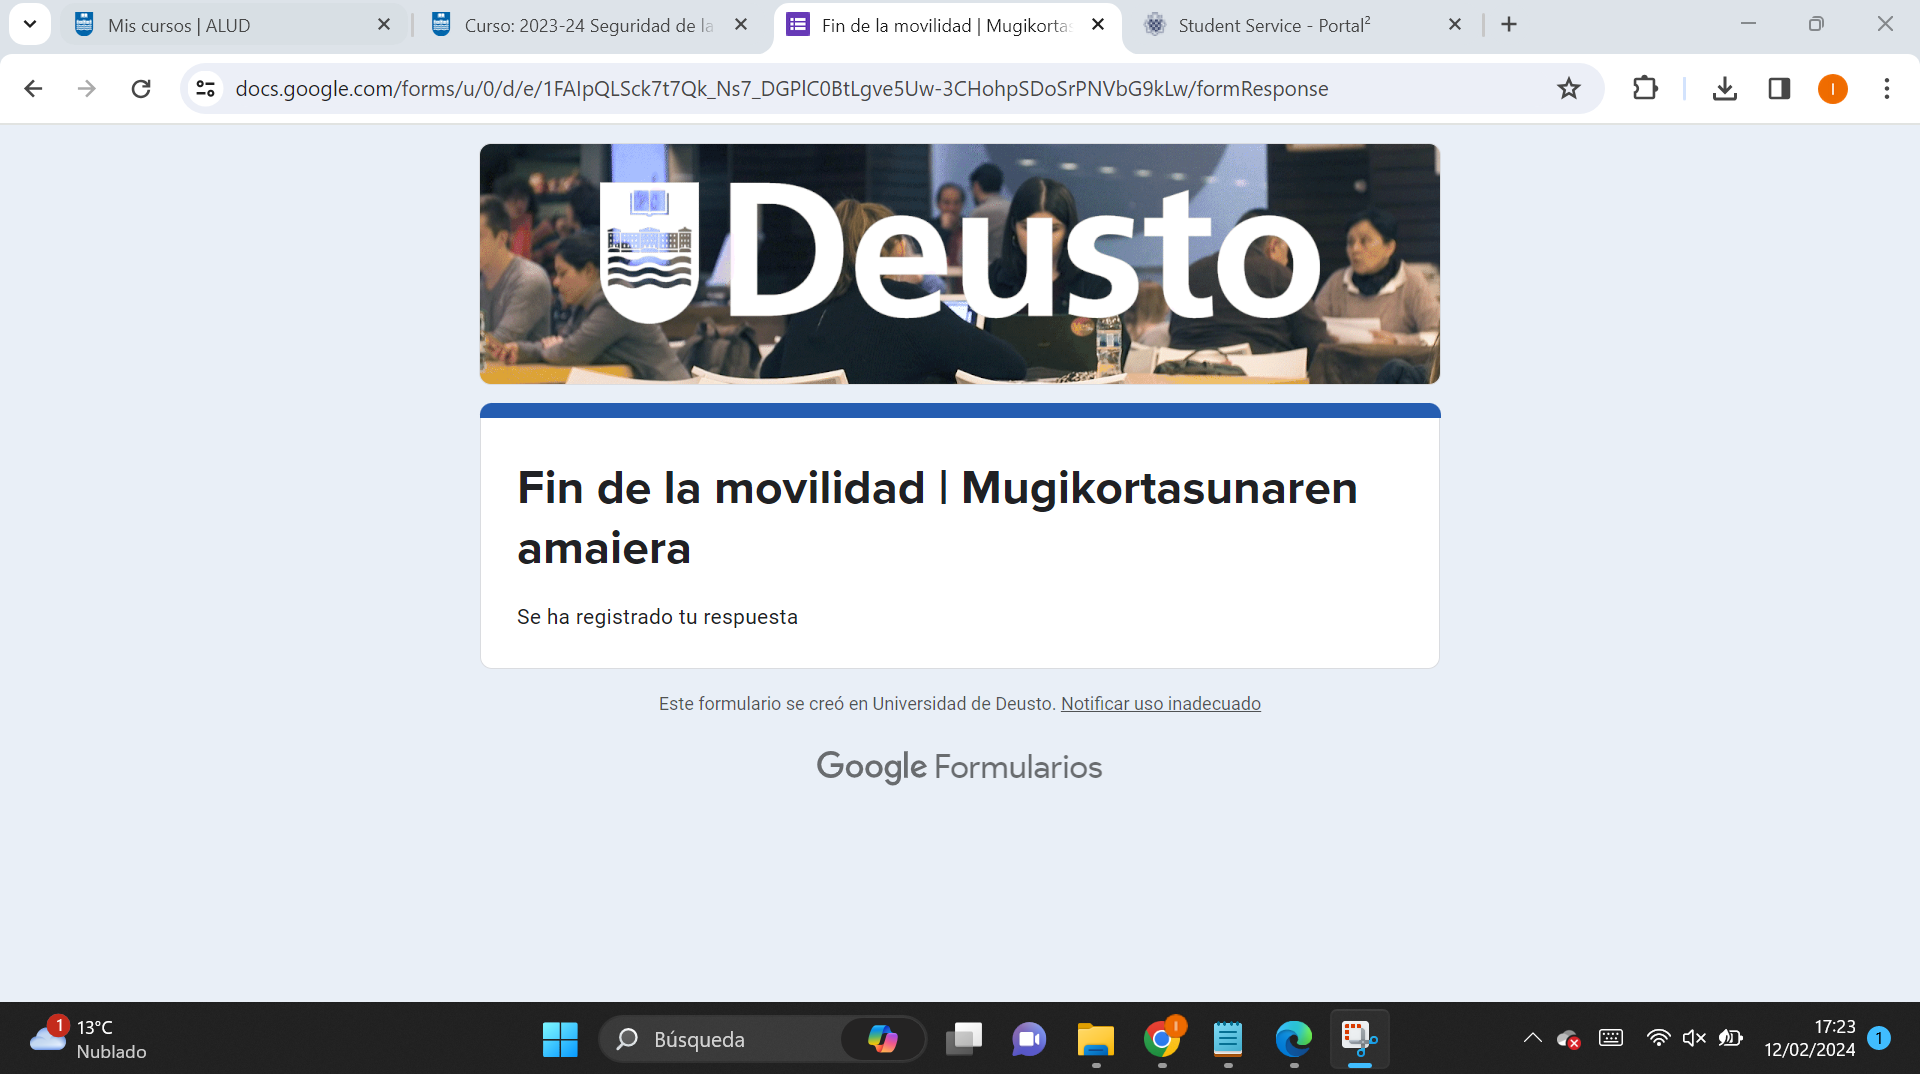 Mis cursos | ALUD
Curso: 2023-24 Seguridad de la
Fin de la movilidad | Mugikortas
Student Service - Portal²
docs.google.com/forms/u/0/d/e/1FAIpQLSck7t7Qk_Ns7_DGPlC0BtLgve5Uw-3CHohpSDoSrPNVbG9kLw/formResponse
I
Deusto
Fin de la movilidad | Mugikortasunaren
amaiera
Se ha registrado tu respuesta
Este formulario se creó en Universidad de Deusto. Notificar uso inadecuado
Google Formularios
1
13°C
Nublado
Búsqueda
I
17:23
12/02/2024
1